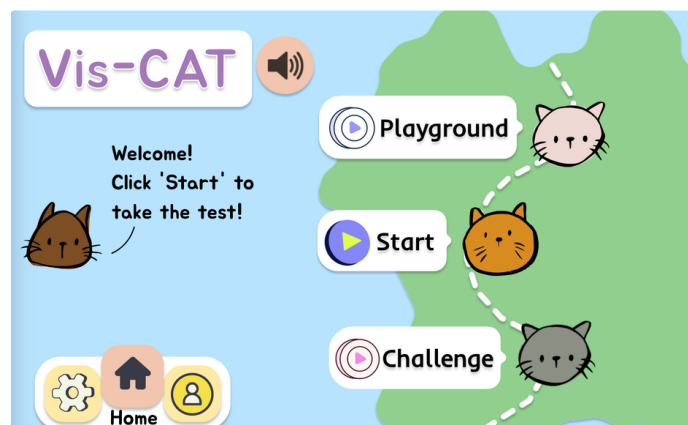 Vis-CAT
Welcome!
Click 'Start' to
take the test!
Playground
Start
Challenge
Home